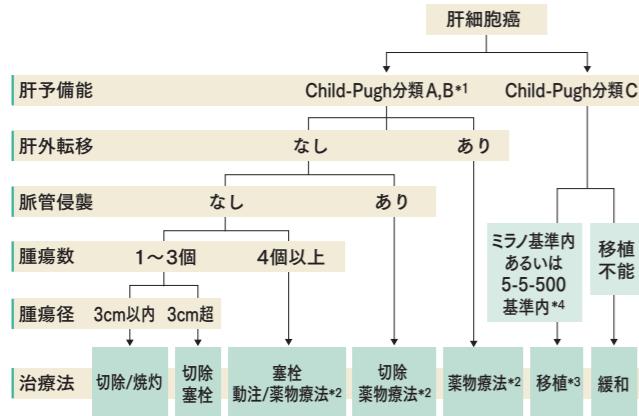 肝細胞癌
肝予備能 Child-Pugh分類A,B*1 Child-Pugh分類C
肝外転移 なし あり
脈管侵襲 なし あり
腫瘍数 1〜3個 4個以上
ミラノ基準内
あるいは
5-5-500
基準内*4
移植
不能
腫瘍径 3cm以内 3cm超
治療法
切除/焼灼
切除
塞栓
塞栓
動注/薬物療法*2
切除
薬物療法*2
薬物療法*2
移植*3
緩和